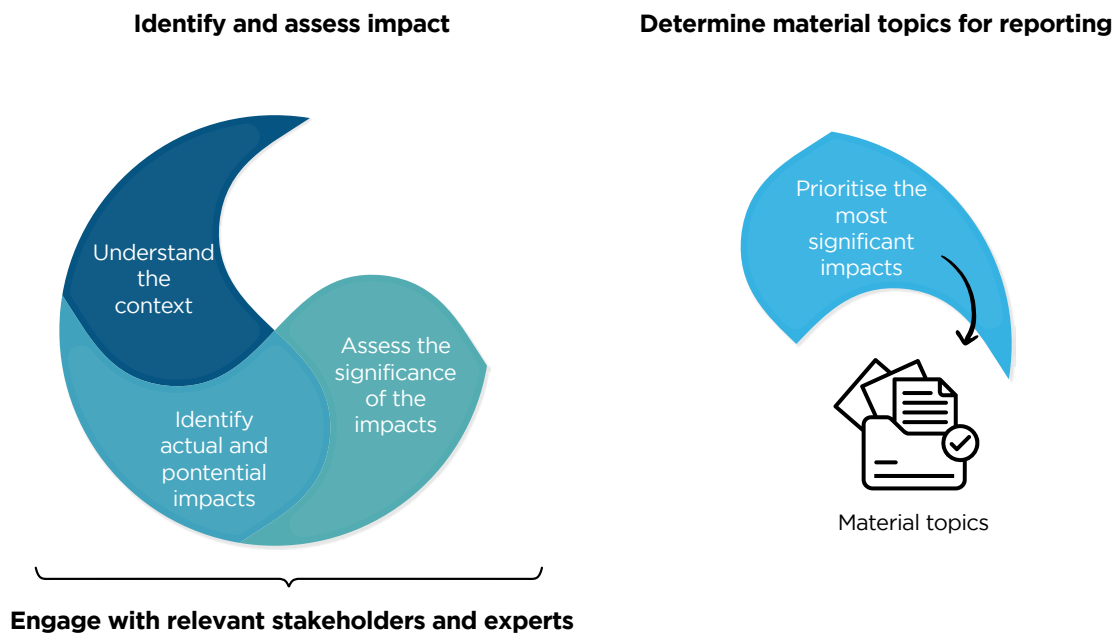 Identify and assess impact
Determine material topics for reporting
Understand
the
context
Identify
actual and
pontential
impacts
Assess the
significance
of the
impacts
Prioritise the
most
significant
impacts
Material topics
Engage with relevant stakeholders and experts